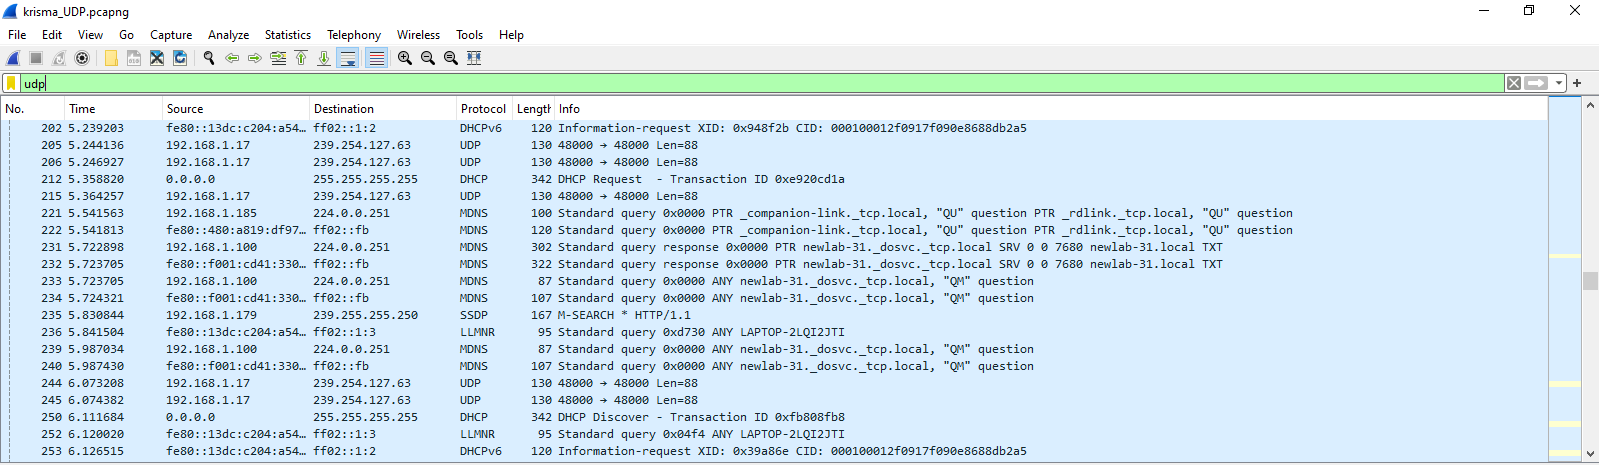 krisma_UDP.pcapng
File Edit View Go Capture Analyze Statistics Telephony Wireless Tools Help
udp
No. Time Source Destination Protocol Length Info
202 5.239203 fe80::13dc:c204:a54… ff02::1:2 DHCPv6 120 Information-request XID: 0x948f2b CID: 000100012f0917f090e8688db2a5
205 5.244136 192.168.1.17 239.254.127.63 UDP 130 48000 → 48000 Len=88
206 5.246927 192.168.1.17 239.254.127.63 UDP 130 48000 → 48000 Len=88
212 5.358820 0.0.0.0 255.255.255.255 DHCP 342 DHCP Request  - Transaction ID 0xe920cd1a
215 5.364257 192.168.1.17 239.254.127.63 UDP 130 48000 → 48000 Len=88
221 5.541563 192.168.1.185 224.0.0.251 MDNS 100 Standard query 0x0000 PTR _companion-link._tcp.local, "QU" question PTR _rdlink._tcp.local, "QU" question
222 5.541813 fe80::480:a819:df97… ff02::fb MDNS 120 Standard query 0x0000 PTR _companion-link._tcp.local, "QU" question PTR _rdlink._tcp.local, "QU" question
231 5.722898 192.168.1.100 224.0.0.251 MDNS 302 Standard query response 0x0000 PTR newlab-31._dosvc._tcp.local SRV 0 0 7680 newlab-31.local TXT
232 5.723705 fe80::f001:cd41:330… ff02::fb MDNS 322 Standard query response 0x0000 PTR newlab-31._dosvc._tcp.local SRV 0 0 7680 newlab-31.local TXT
233 5.723705 192.168.1.100 224.0.0.251 MDNS 87 Standard query 0x0000 ANY newlab-31._dosvc._tcp.local, "QM" question
234 5.724321 fe80::f001:cd41:330… ff02::fb MDNS 107 Standard query 0x0000 ANY newlab-31._dosvc._tcp.local, "QM" question
235 5.830844 192.168.1.179 239.255.255.250 SSDP 167 M-SEARCH * HTTP/1.1
236 5.841504 fe80::13dc:c204:a54… ff02::1:3 LLMNR 95 Standard query 0xd730 ANY LAPTOP-2LQI2JTI
239 5.987034 192.168.1.100 224.0.0.251 MDNS 87 Standard query 0x0000 ANY newlab-31._dosvc._tcp.local, "QM" question
240 5.987430 fe80::f001:cd41:330… ff02::fb MDNS 107 Standard query 0x0000 ANY newlab-31._dosvc._tcp.local, "QM" question
244 6.073208 192.168.1.17 239.254.127.63 UDP 130 48000 → 48000 Len=88
245 6.074382 192.168.1.17 239.254.127.63 UDP 130 48000 → 48000 Len=88
250 6.111684 0.0.0.0 255.255.255.255 DHCP 342 DHCP Discover - Transaction ID 0xfb808fb8
252 6.120020 fe80::13dc:c204:a54… ff02::1:3 LLMNR 95 Standard query 0x04f4 ANY LAPTOP-2LQI2JTI
253 6.126515 fe80::13dc:c204:a54… ff02::1:2 DHCPv6 120 Information-request XID: 0x39a86e CID: 000100012f0917f090e8688db2a5